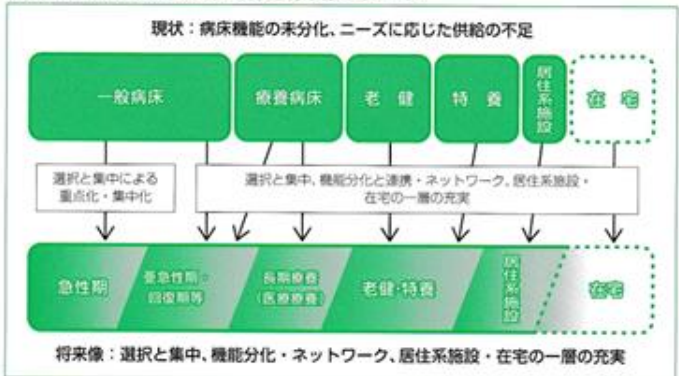 現状：病床機能の未分化、ニーズに応じた供給の不足
一般病床
療養病床
老健
特養
居住系施設
在宅
選択と集中による
重点化・集中化
選択と集中、機能分化と連携・ネットワーク、居住系施設・
在宅の一層の充実
急性期
亜急性期・
回復期等
長期療養
(医療療養)
老健・特養
居住系施設
在宅
将来像：選択と集中、機能分化・ネットワーク、居住系施設・在宅の一層の充実